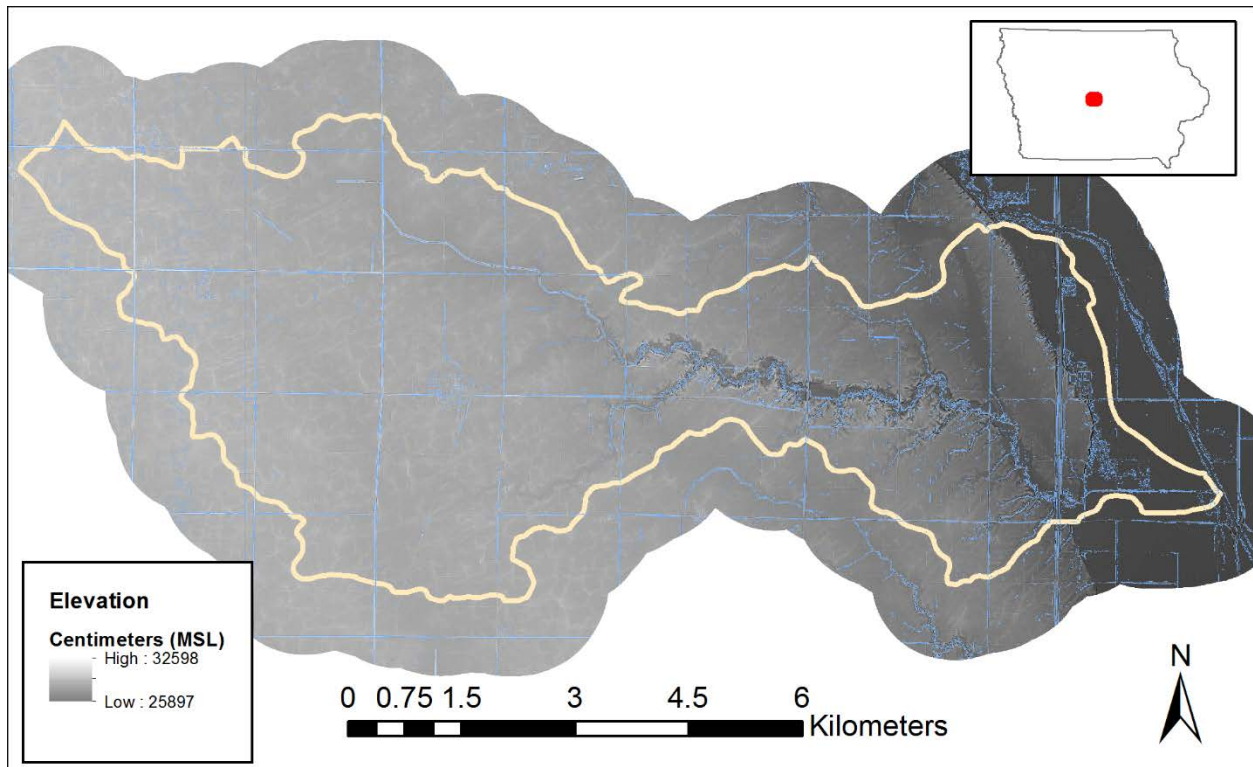 Elevation
Centimeters (MSL)
High : 32598
Low : 25897
0 0.75 1.5 3 4.5 6
Kilometers
N